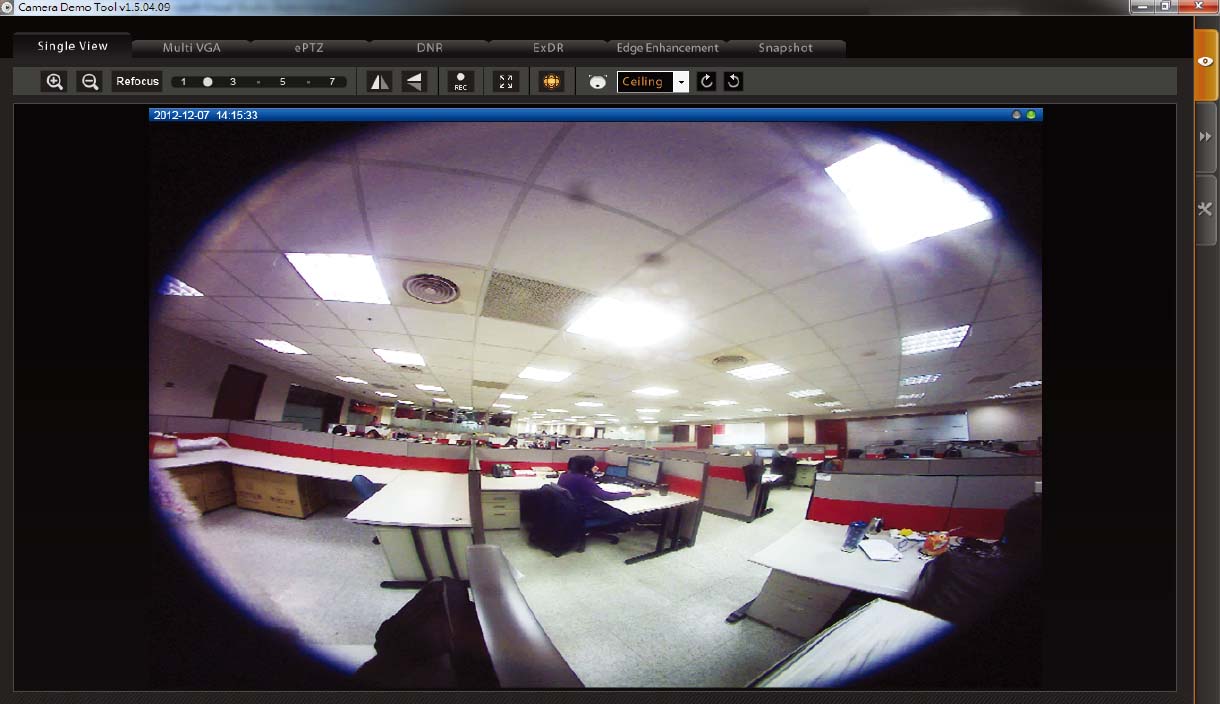 Camera Demo Tool v1.5.04.09
Single View
Multi VGA
ePTZ
DNR
ExDR
Edge Enhancement
Snapshot
Refocus
1 3 - 5 - 7
REC
Ceiling
2012-12-07 14:15:33